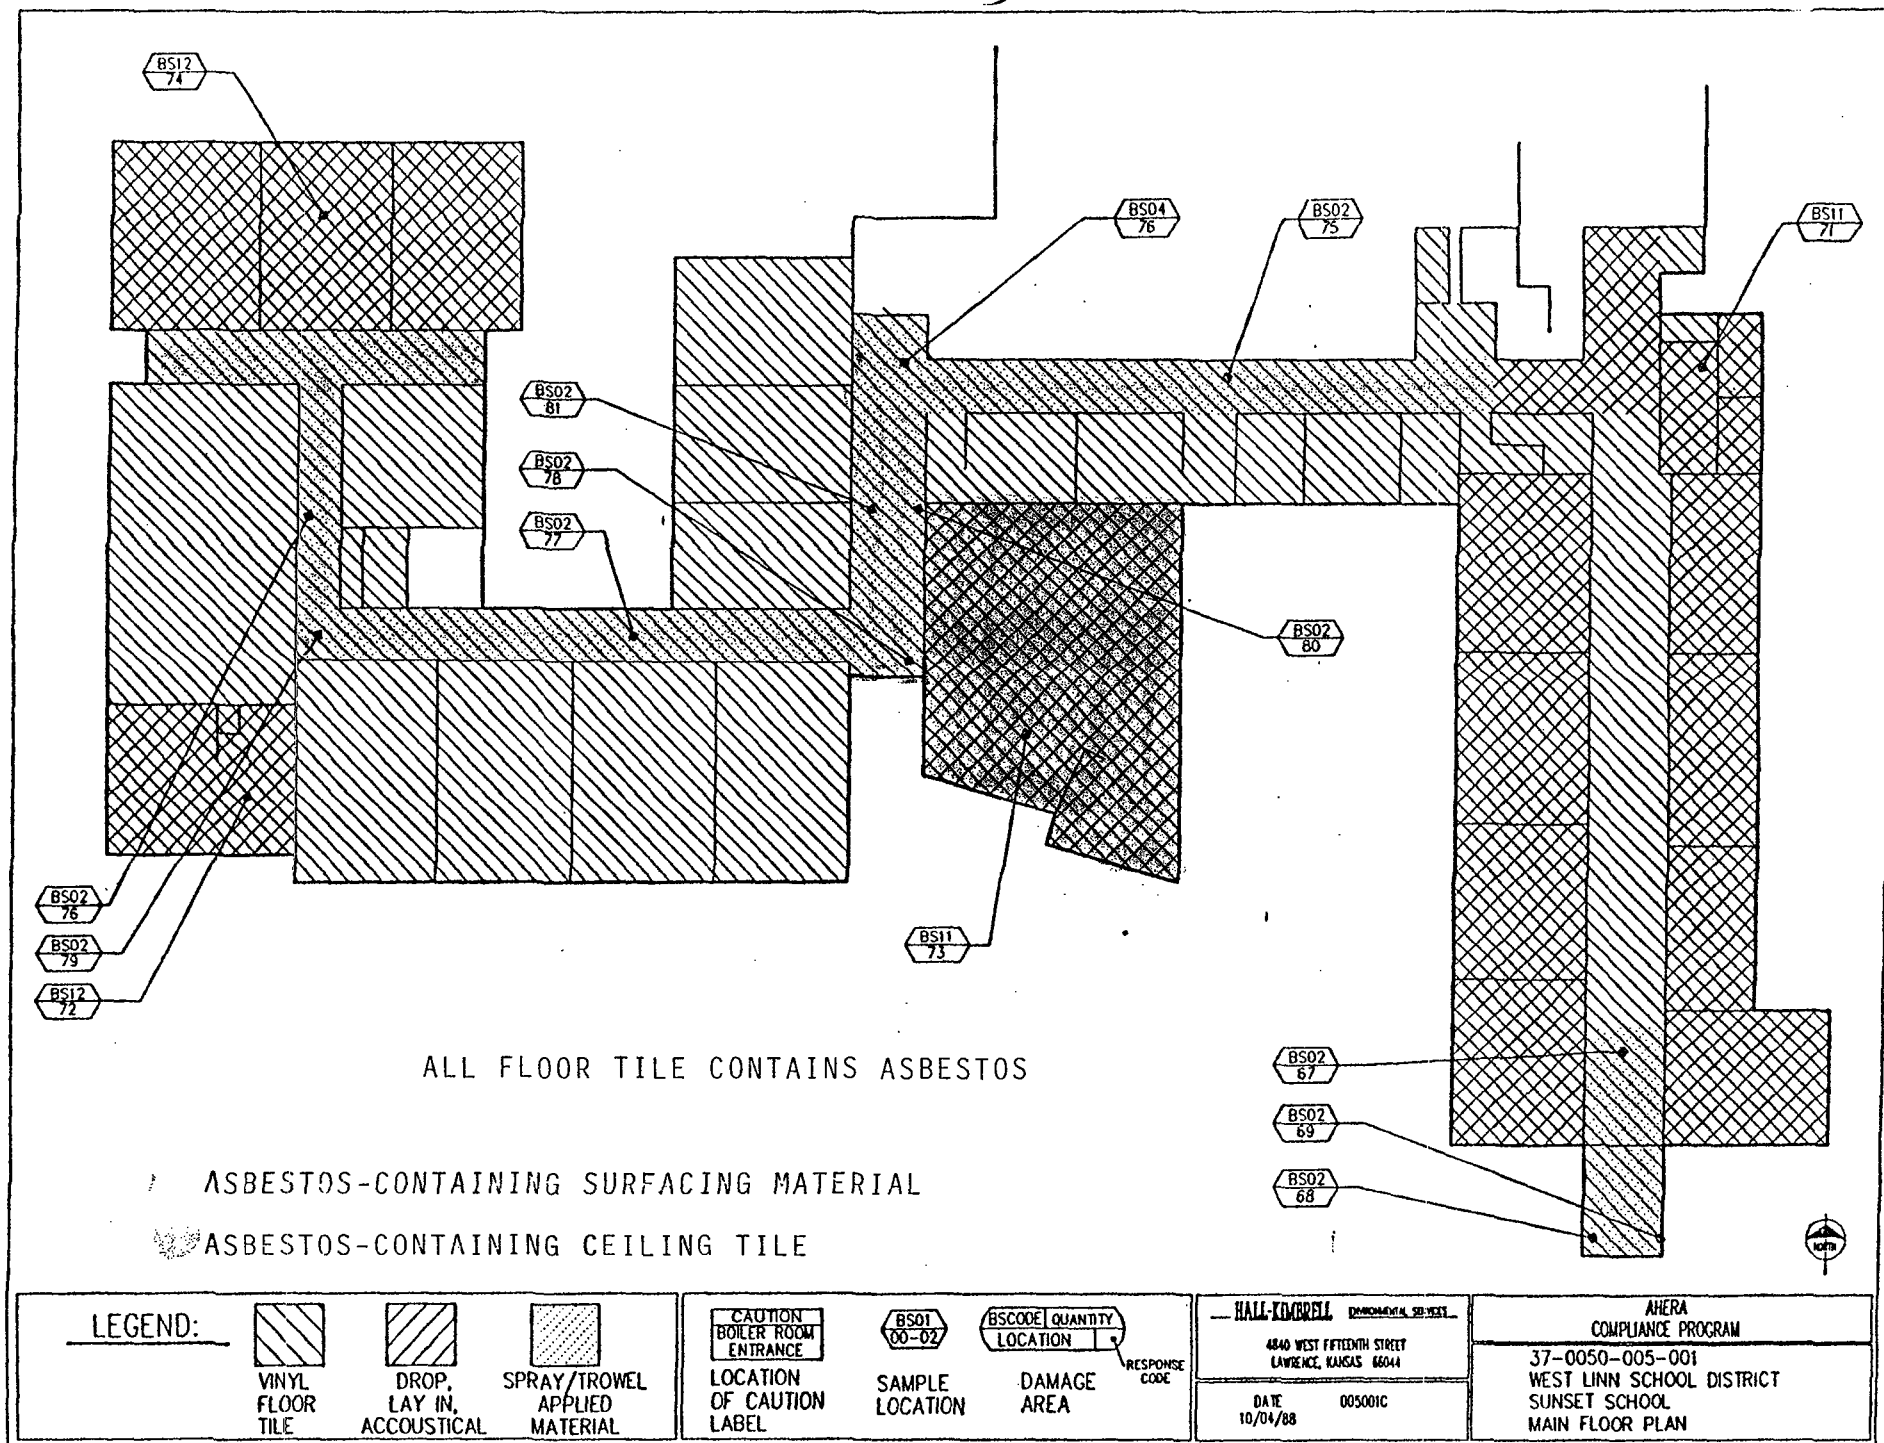 BS12
74
BS04
76
BS02
75
BS11
71
BS02
81
BS02
78
BS02
77
BS02
80
BS02
76
BS02
79
BS12
72
BS11
73
BS02
67
BS02
69
BS02
68
ALL FLOOR TILE CONTAINS ASBESTOS
ASBESTOS-CONTAINING SURFACING MATERIAL
ASBESTOS-CONTAINING CEILING TILE
NORTH
LEGEND:
VINYL
FLOOR
TILE
DROP,
LAY IN,
ACCOUSTICAL
SPRAY/TROWEL
APPLIED
MATERIAL
CAUTION
BOILER ROOM
ENTRANCE
LOCATION
OF CAUTION
LABEL
BS01
00-02
SAMPLE
LOCATION
BSCODE QUANTITY
LOCATION
RESPONSE
CODE
DAMAGE
AREA
HALL-KIMBRELL ENVIRONMENTAL SERVICES
4840 WEST FIFTEENTH STREET
LAWRENCE, KANSAS 66044
DATE 005001C
10/04/88
AHERA
COMPLIANCE PROGRAM
37-0050-005-001
WEST LINN SCHOOL DISTRICT
SUNSET SCHOOL
MAIN FLOOR PLAN